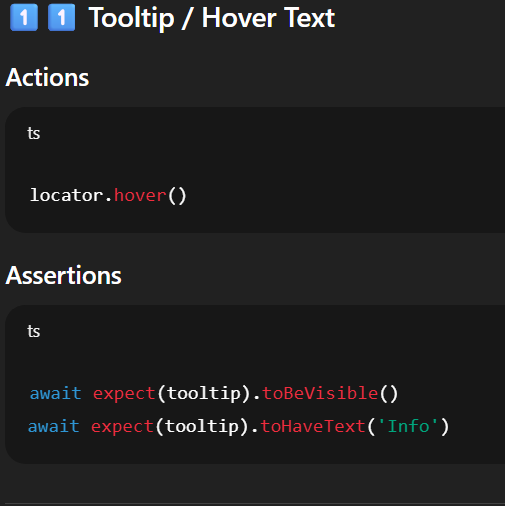 1️⃣1️⃣ Tooltip / Hover Text
Actions
ts
locator.hover()
Assertions
ts
await expect(tooltip).toBeVisible()
await expect(tooltip).toHaveText('Info')